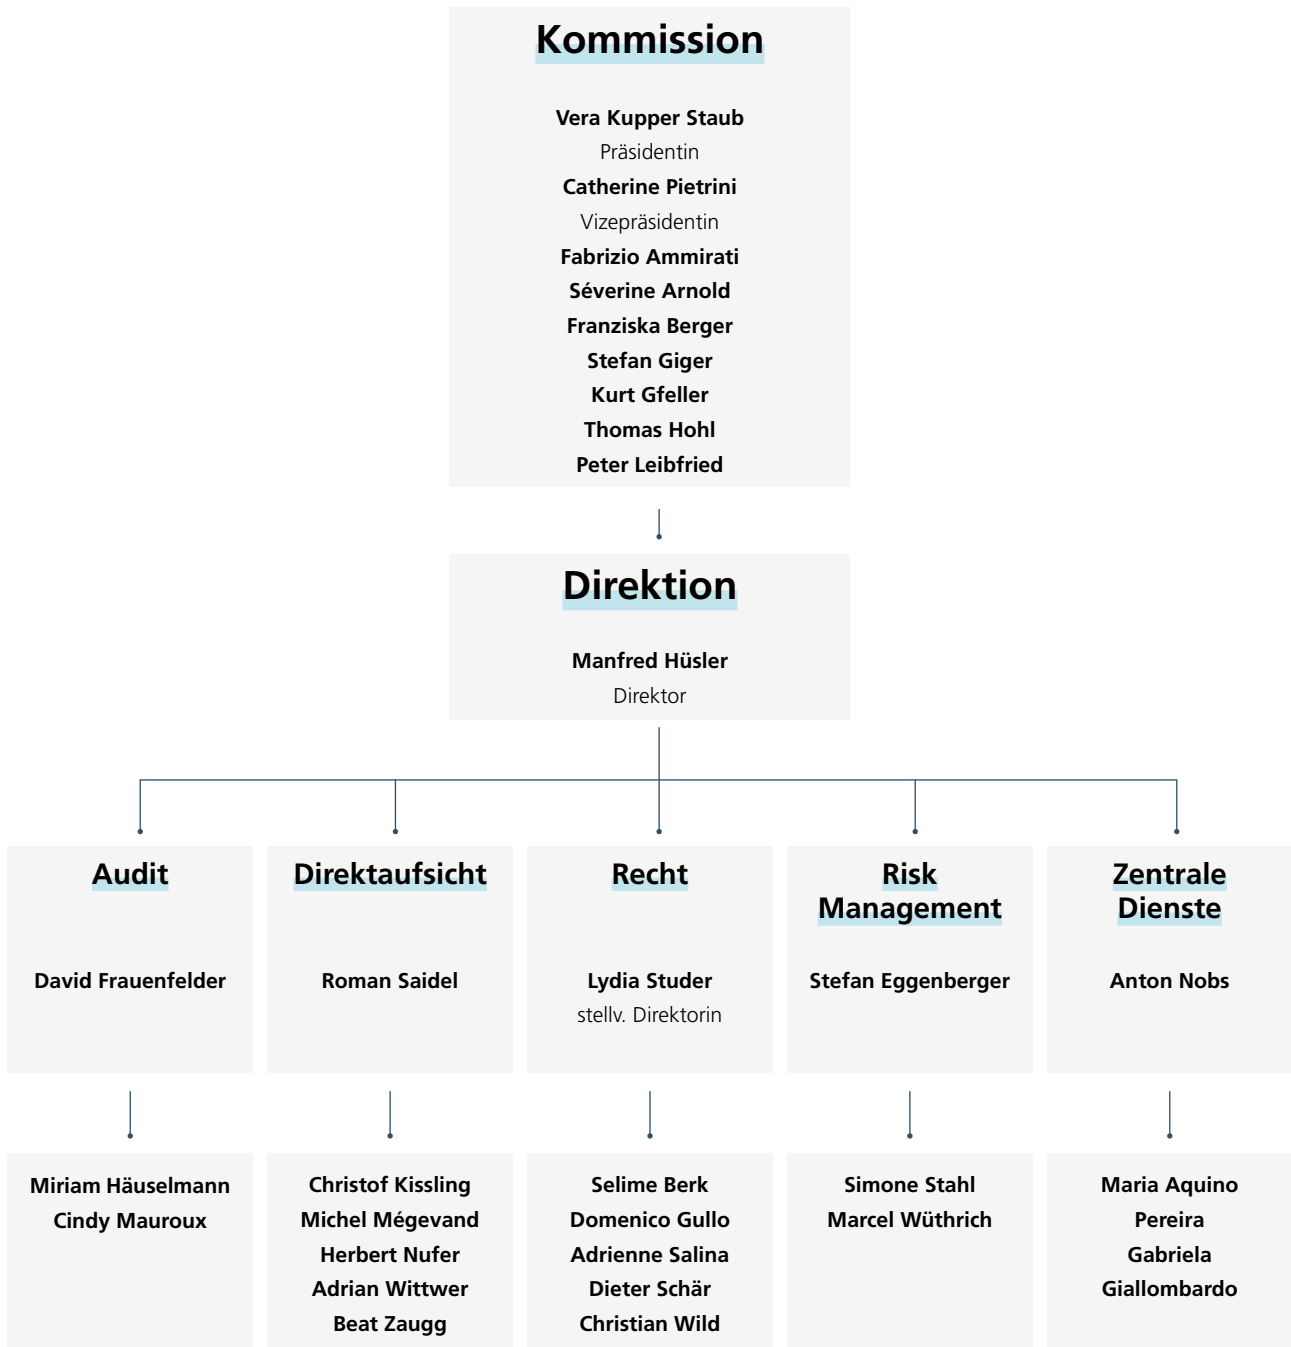 Kommission
Vera Kupper Staub
Präsidentin
Catherine Pietrini
Vizepräsidentin
Fabrizio Ammirati
Séverine Arnold
Franziska Berger
Stefan Giger
Kurt Gfeller
Thomas Hohl
Peter Leibfried
Direktion
Manfred Hüsler
Direktor
Audit
David Frauenfelder
Miriam Häuselmann
Cindy Mauroux
Direktaufsicht
Roman Saidel
Christof Kissling
Michel Mégevand
Herbert Nufer
Adrian Wittwer
Beat Zaugg
Recht
Lydia Studer
stellv. Direktorin
Selime Berk
Domenico Gullo
Adrienne Salina
Dieter Schär
Christian Wild
Risk
Management
Stefan Eggenberger
Simone Stahl
Marcel Wüthrich
Zentrale
Dienste
Anton Nobs
Maria Aquino
Pereira
Gabriela
Giallombardo